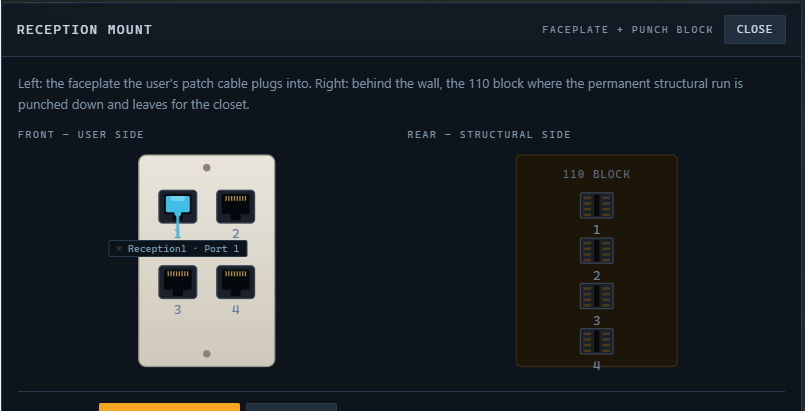 RECEPTION MOUNT
FACEPLATE + PUNCH BLOCK
CLOSE
Left: the faceplate the user's patch cable plugs into. Right: behind the wall, the 110 block where the permanent structural run is
punched down and leaves for the closet.
FRONT — USER SIDE
REAR — STRUCTURAL SIDE
1
2
× Reception1 · Port 1
3
4
110 BLOCK
1
2
3
4